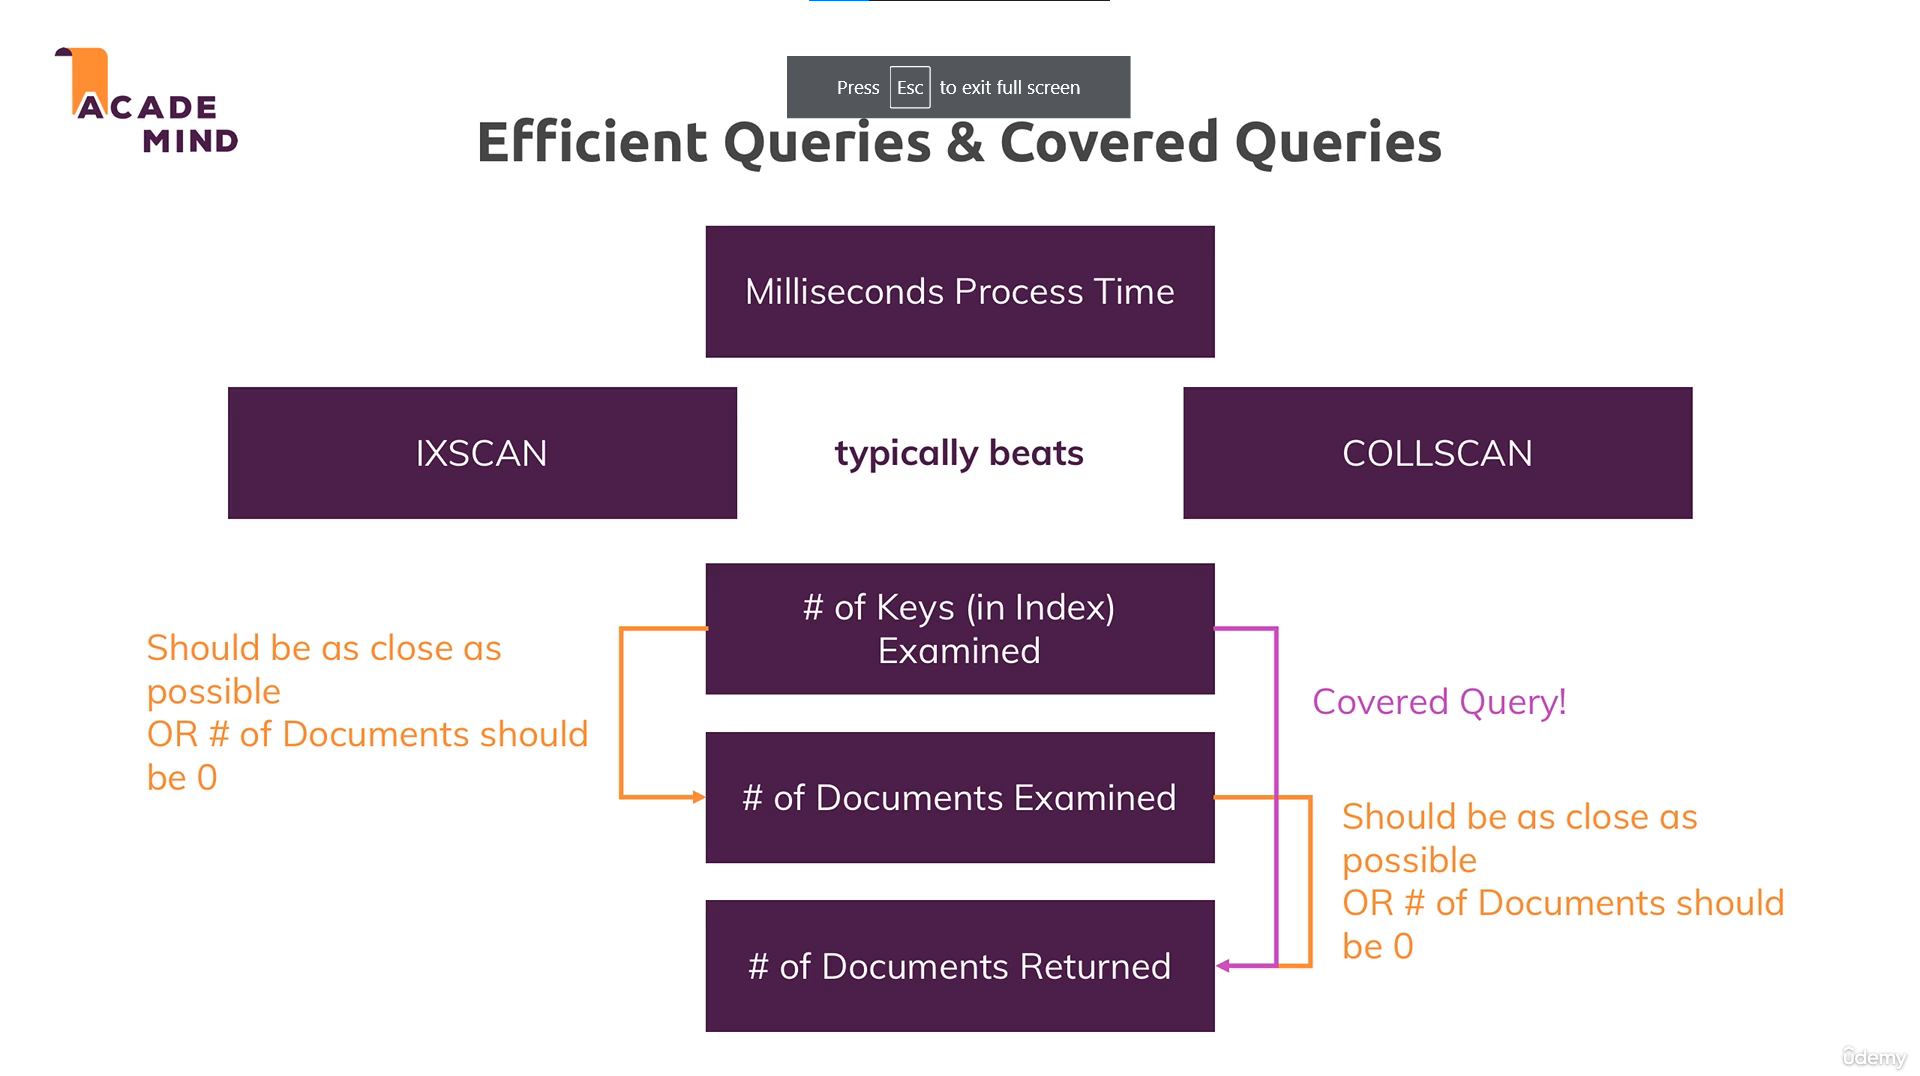 ACADE
MIND
Press Esc to exit full screen
Efficient Queries & Covered Queries
Milliseconds Process Time
IXSCAN
typically beats
COLLSCAN
# of Keys (in Index)
Examined
Should be as close as
possible
OR # of Documents should
be 0
Covered Query!
# of Documents Examined
Should be as close as
possible
OR # of Documents should
be 0
# of Documents Returned
ûdemy